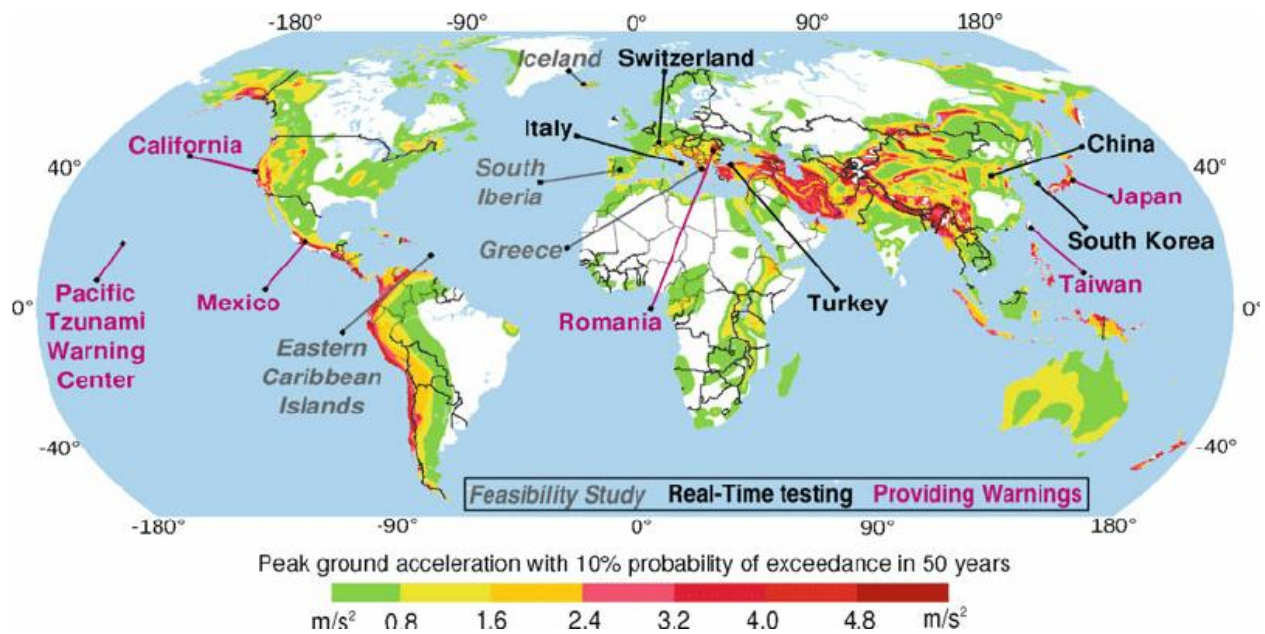 -180° -90° 0° 90° 180°
Iceland
Switzerland
California
Italy
China
40°
40°
South
Iberia
Japan
Greece
South Korea
Taiwan
Pacific
Tzunami
Warning
Center
Mexico
Romania
Turkey
0°
0°
Eastern
Caribbean
Islands
-40°
-40°
Feasibility Study Real-Time testing Providing Warnings
-180° -90° 0° 90° 180°
Peak ground acceleration with 10% probability of exceedance in 50 years
m/s² 0.8 1.6 2.4 3.2 4.0 4.8 m/s²